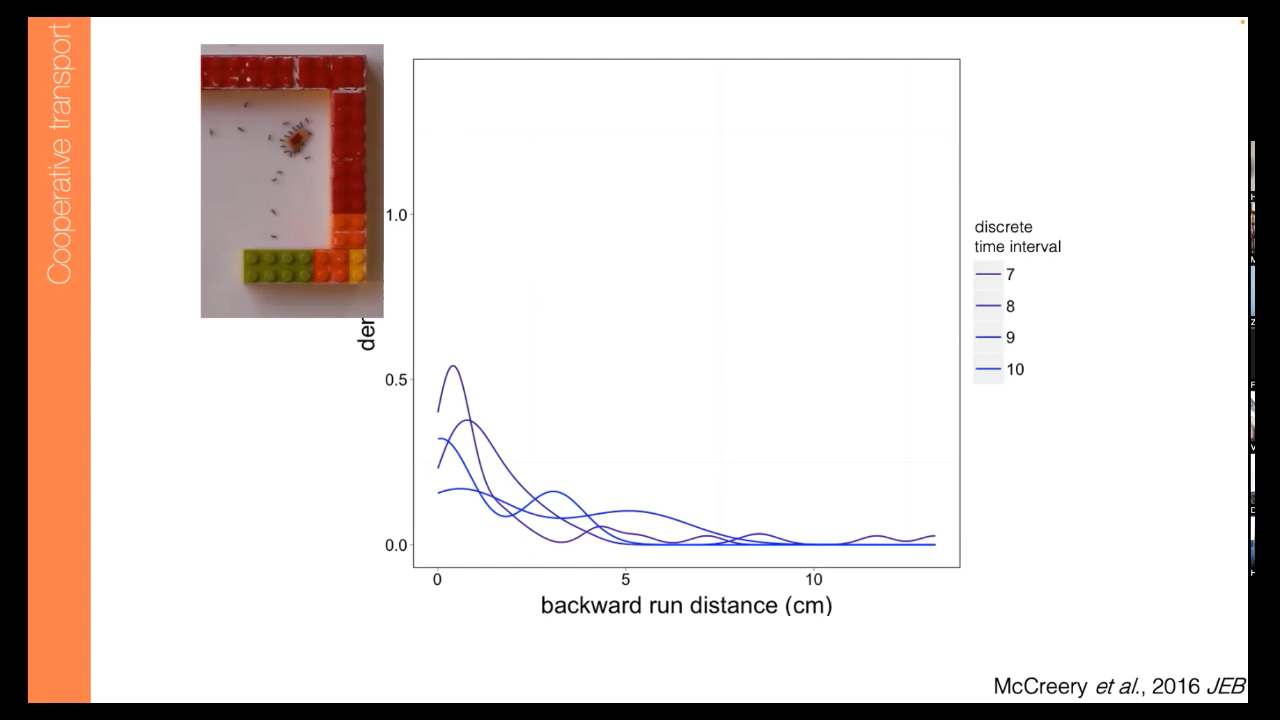 Cooperative transport
1.0
0.5
0.0
der
0
5
10
backward run distance (cm)
discrete
time interval
7
8
9
10
McCreery et al., 2016 JEB